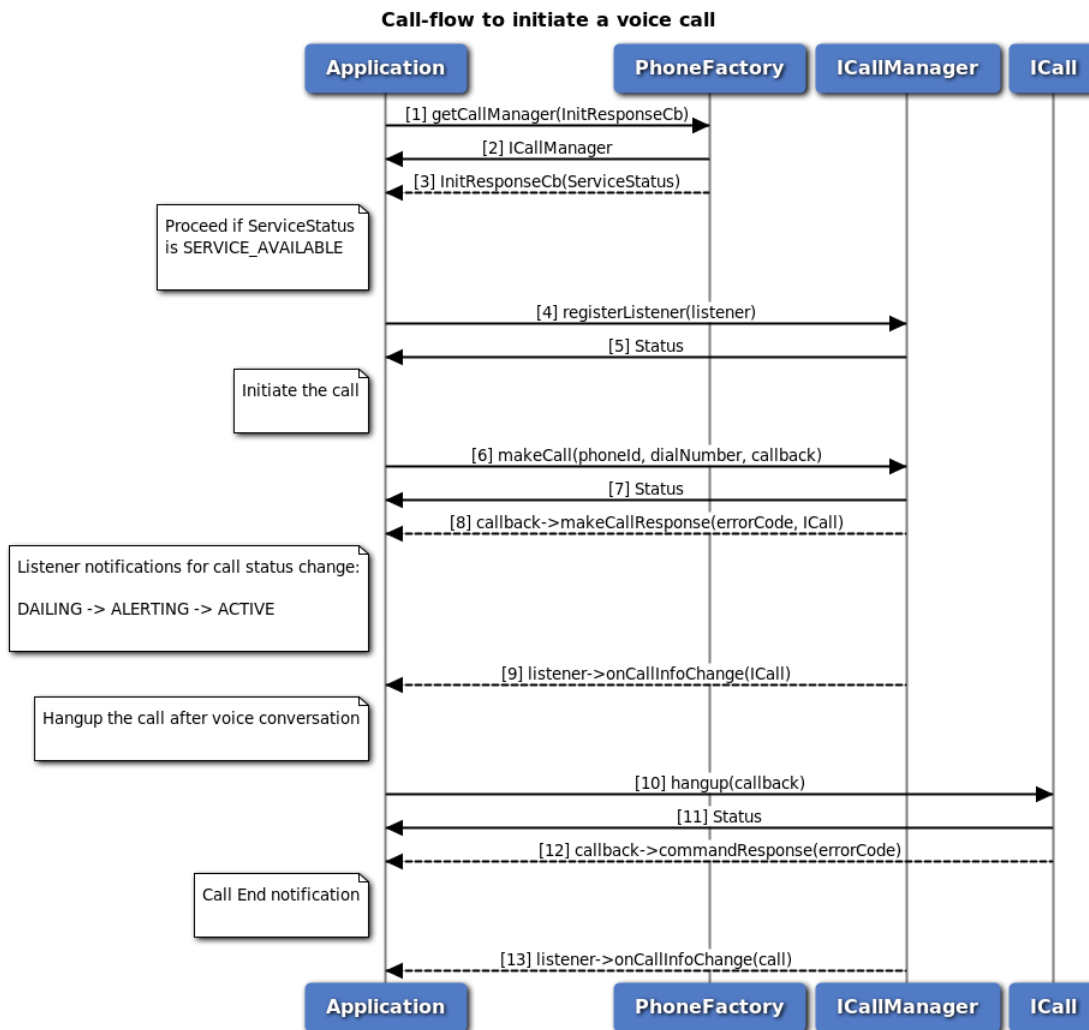 Call-flow to initiate a voice call
Application
PhoneFactory
ICallManager
ICall
[1] getCallManager(InitResponseCb)
[2] ICallManager
[3] InitResponseCb(ServiceStatus)
Proceed if ServiceStatus
is SERVICE_AVAILABLE
[4] registerListener(listener)
[5] Status
Initiate the call
[6] makeCall(phoneId, dialNumber, callback)
[7] Status
[8] callback->makeCallResponse(errorCode, ICall)
Listener notifications for call status change:
DAILING -> ALERTING -> ACTIVE
[9] listener->onCallInfoChange(ICall)
Hangup the call after voice conversation
[10] hangup(callback)
[11] Status
[12] callback->commandResponse(errorCode)
Call End notification
[13] listener->onCallInfoChange(call)
Application
PhoneFactory
ICallManager
ICall